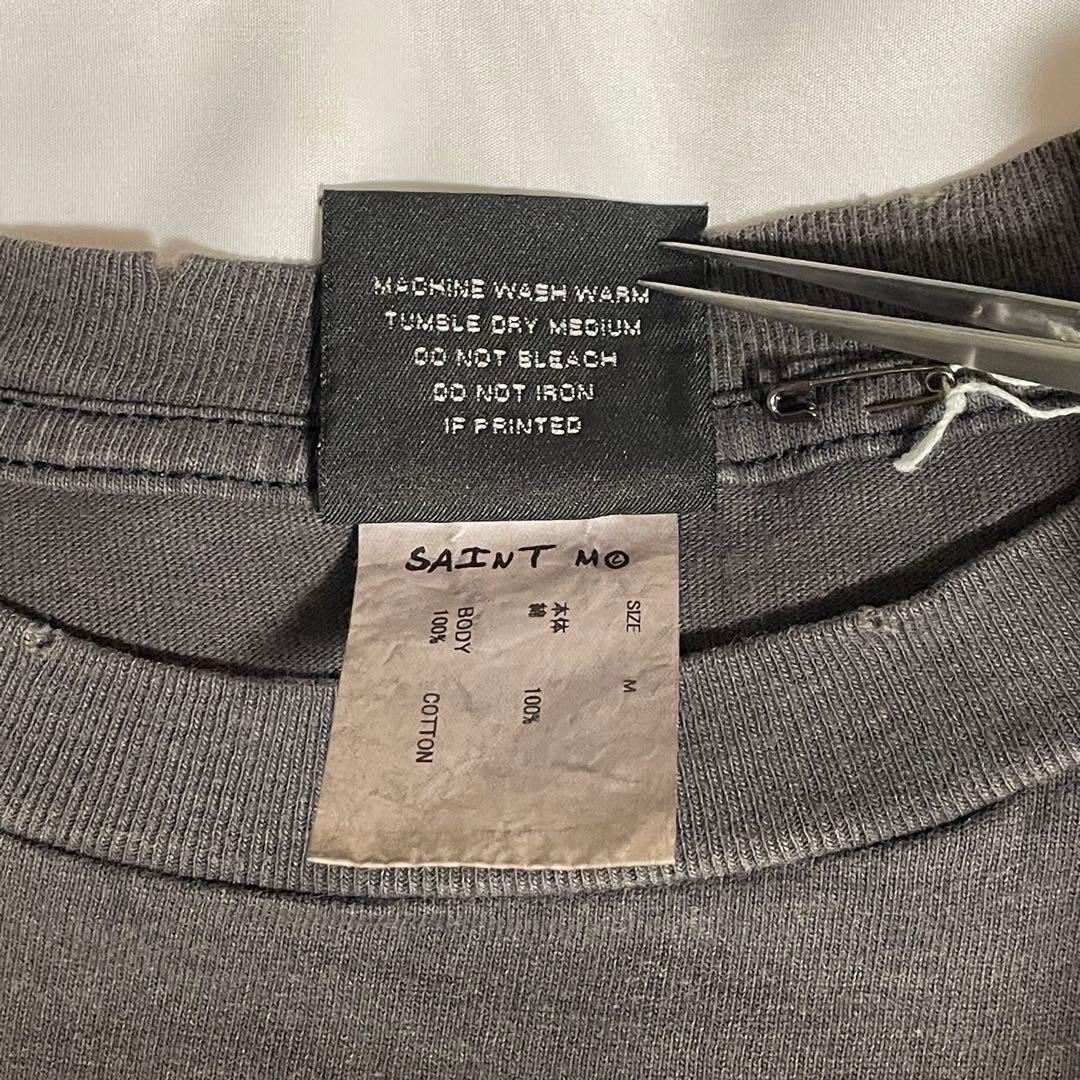 MACHINE WASH WARM
TUMBLE DRY MEDIUM
DO NOT BLEACH
DO NOT IRON
IF PRINTED
SAINT M©
SIZE M
本体
綿 100%
BODY
100% COTTON